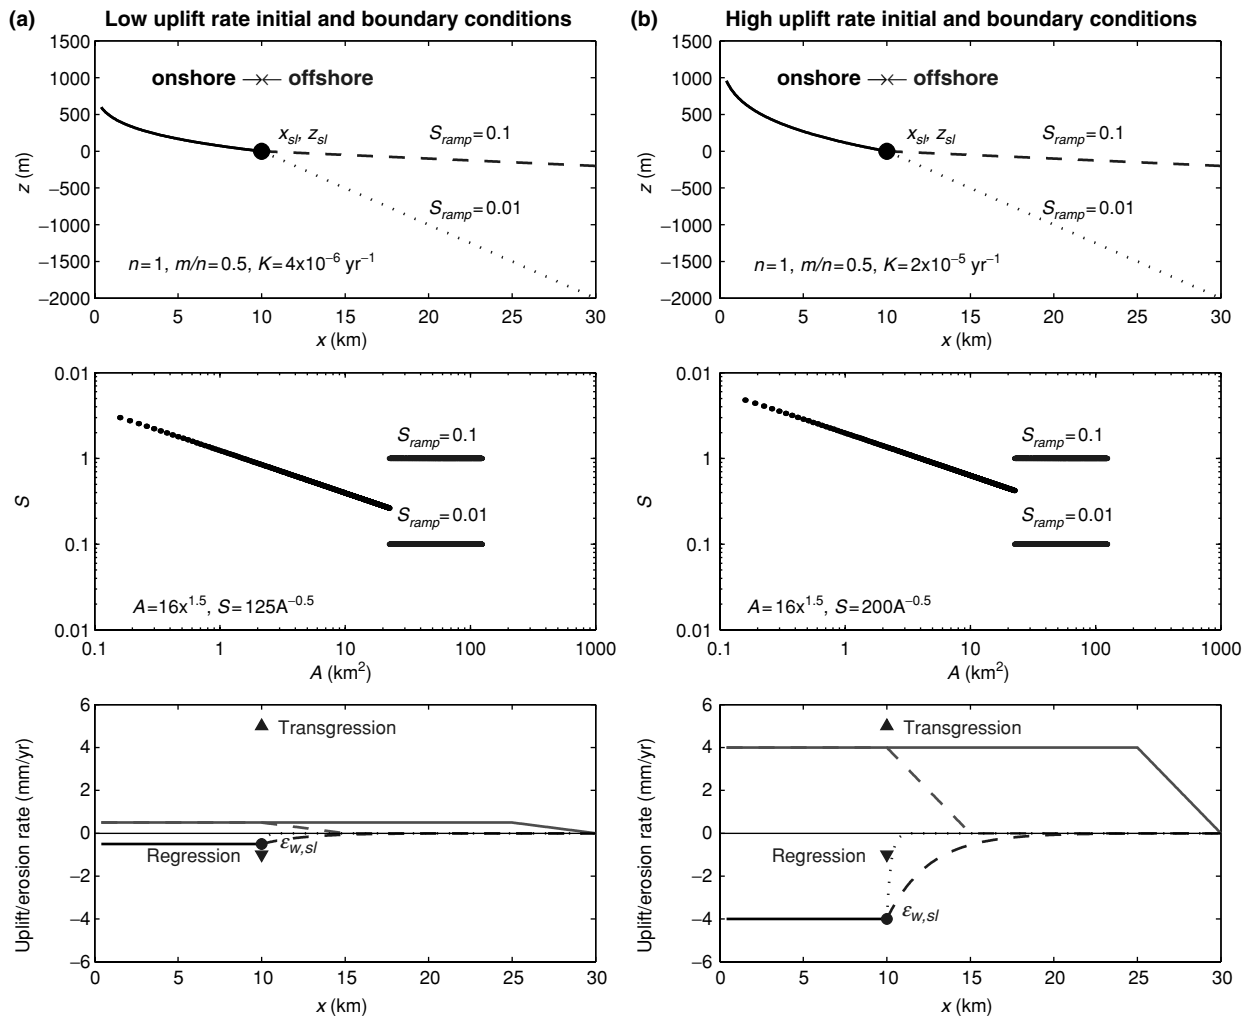 (a) Low uplift rate initial and boundary conditions
1500
1000
500
0
−500
−1000
−1500
−2000
z (m)
onshore offshore
x_sl, z_sl
S_ramp=0.1
S_ramp=0.01
n=1, m/n=0.5, K=4x10⁻⁶ yr⁻¹
0 5 10 15 20 25 30
x (km)
(b) High uplift rate initial and boundary conditions
1500
1000
500
0
−500
−1000
−1500
−2000
z (m)
onshore offshore
x_sl, z_sl
S_ramp=0.1
S_ramp=0.01
n=1, m/n=0.5, K=2x10⁻⁵ yr⁻¹
0 5 10 15 20 25 30
x (km)
0.01
1
0.1
0.01
S
S_ramp=0.1
S_ramp=0.01
A=16x^1.5, S=125A^−0.5
0.1 1 10 100 1000
A (km²)
0.01
1
0.1
0.01
S
S_ramp=0.1
S_ramp=0.01
A=16x^1.5, S=200A^−0.5
0.1 1 10 100 1000
A (km²)
6
4
2
0
−2
−4
−6
Uplift/erosion rate (mm/yr)
Transgression
Regression
ε_w,sl
0 5 10 15 20 25 30
x (km)
6
4
2
0
−2
−4
−6
Uplift/erosion rate (mm/yr)
Transgression
Regression
ε_w,sl
0 5 10 15 20 25 30
x (km)